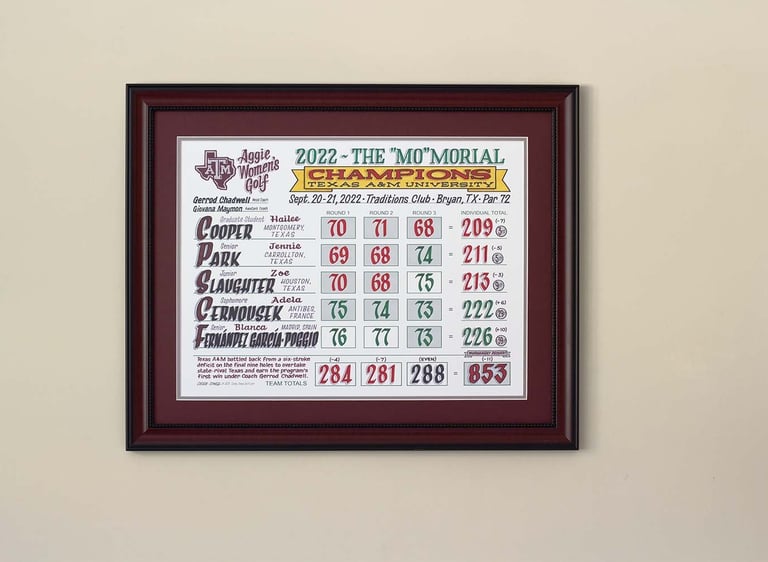 Aggie Women's Golf
A&M
Gerrod Chadwell Head Coach
Giovana Maymon Assistant Coach
2022 ~ THE "MO"MORIAL
CHAMPIONS
TEXAS A&M UNIVERSITY
Sept. 20-21, 2022 · Traditions Club · Bryan, TX · Par 72
ROUND 1 ROUND 2 ROUND 3 INDIVIDUAL TOTAL
Graduate Student Hailee
COOPER MONTGOMERY, TEXAS 70 71 68 = 209 (-7)
Senior Jennie
PARK CARROLLTON, TEXAS 69 68 74 = 211 (-5)
Junior Zoe
SLAUGHTER HOUSTON, TEXAS 70 68 75 = 213 (-3)
Sophomore Adela
CERNOUSEK ANTIBES, FRANCE 75 74 73 = 222 (+6)
Senior Blanca MADRID, SPAIN
FERNÁNDEZ GARCÍA-POGGIO 76 77 73 = 226 (+10)
TOURNAMENT RECORD
(-4) (-7) (EVEN) (-11)
TEAM TOTALS 284 281 288 = 853
Texas A&M battled back from a six-stroke
deficit on the final nine holes to overtake
state-rival Texas and earn the program's
first win under Coach Gerrod Chadwell.